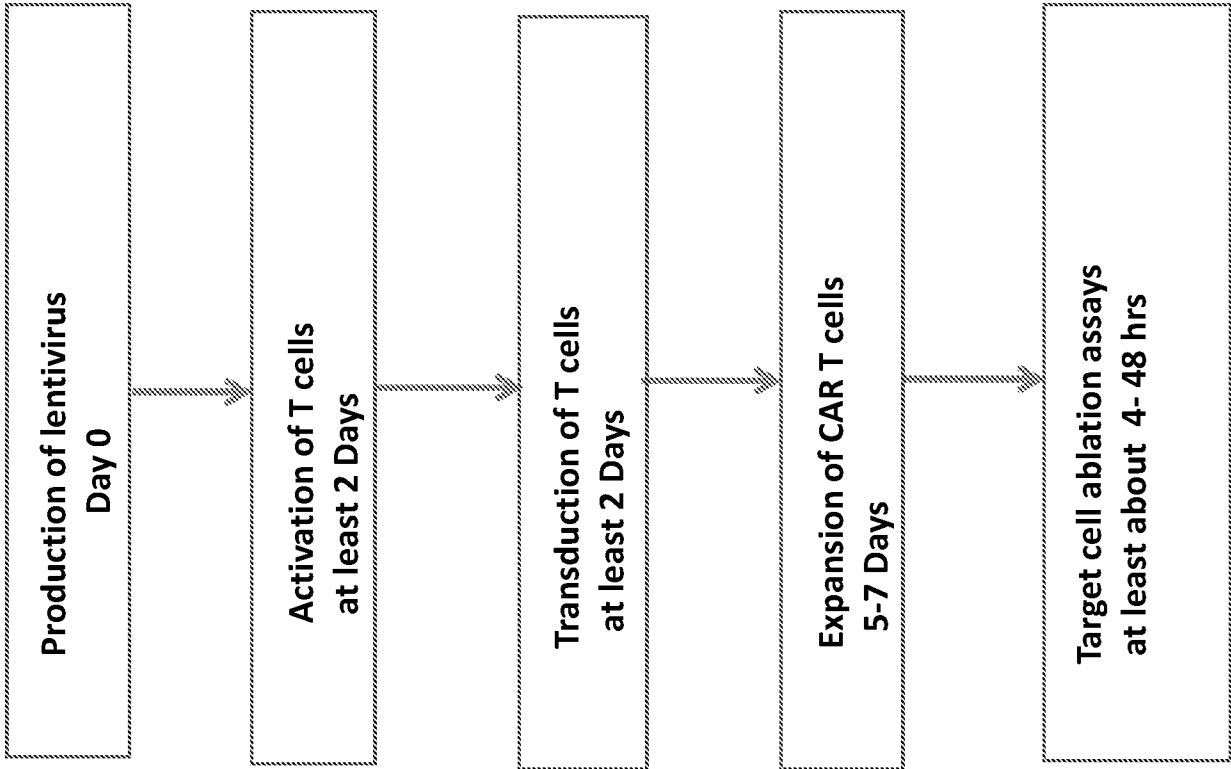 Production of lentivirus
Day 0
Activation of T cells
at least 2 Days
Transduction of T cells
at least 2 Days
Expansion of CAR T cells
5-7 Days
Target cell ablation assays
at least about 4- 48 hrs